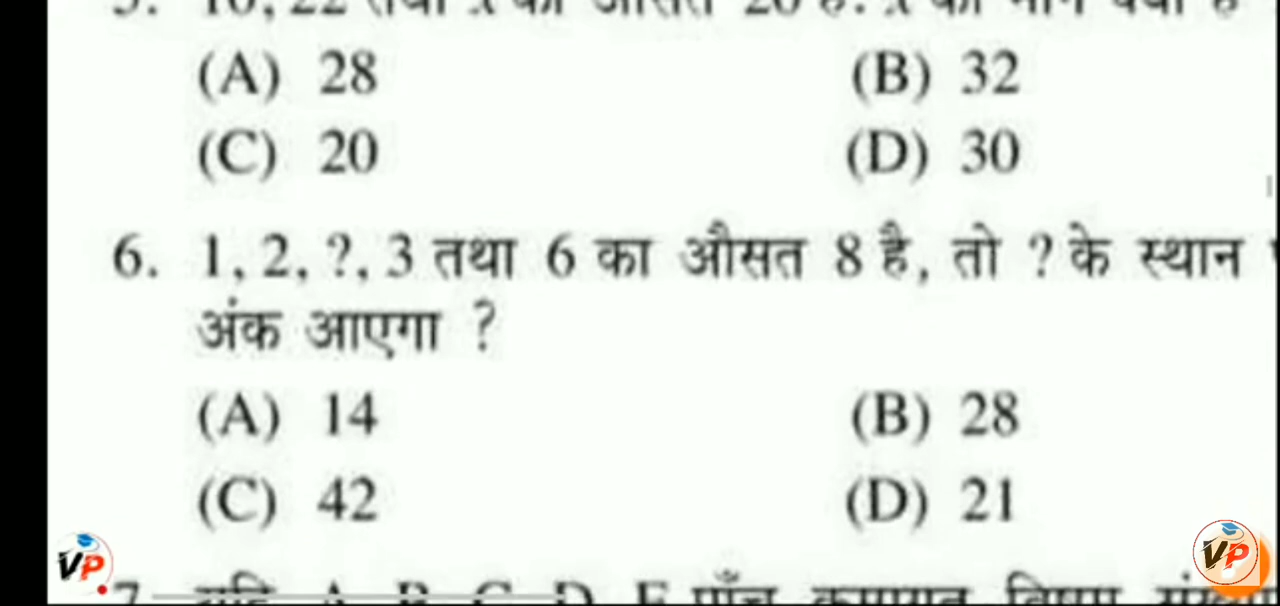 (A) 28 (B) 32
(C) 20 (D) 30
6. 1, 2, ?, 3 तथा 6 का औसत 8 है, तो ? के स्थान
अंक आएगा ?
(A) 14 (B) 28
(C) 42 (D) 21
VP VP